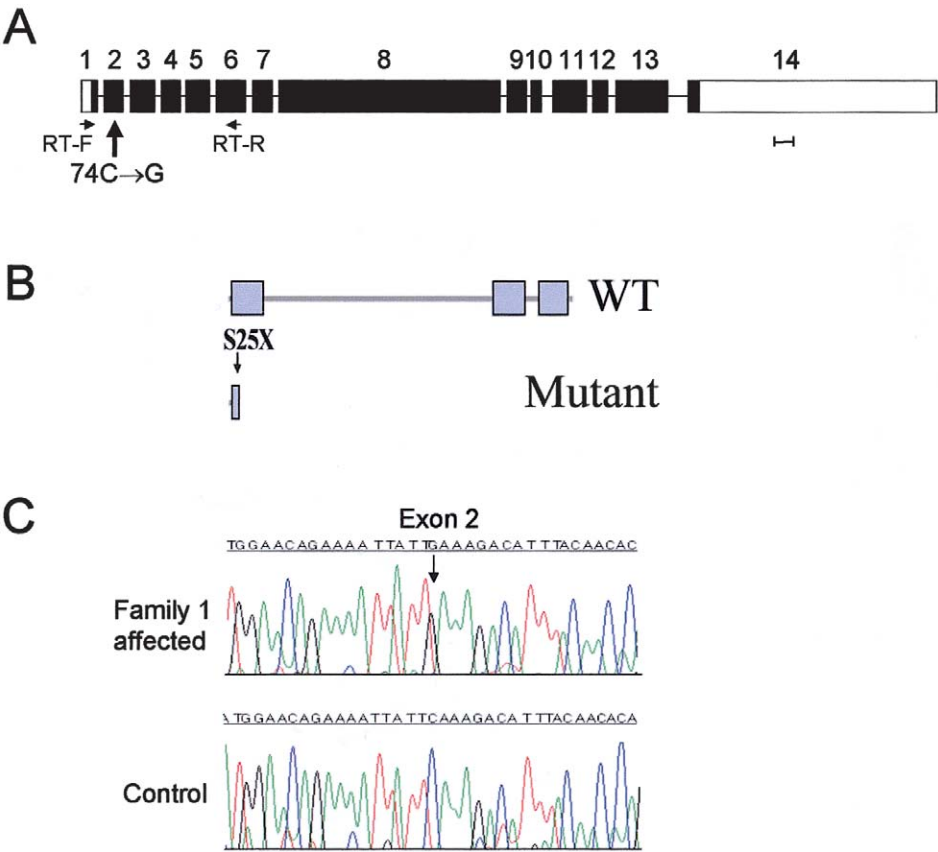 A
1 2 3 4 5 6 7 8 9 10 11 12 13 14
RT-F RT-R
74C→G
B
WT
S25X
Mutant
C
Exon 2
TGGAACAGAAAATTATTGAAAGACATTTACAACAC
Family 1
affected
ATGGAACAGAAAATTATTCAAAGACATTTACAACACA
Control